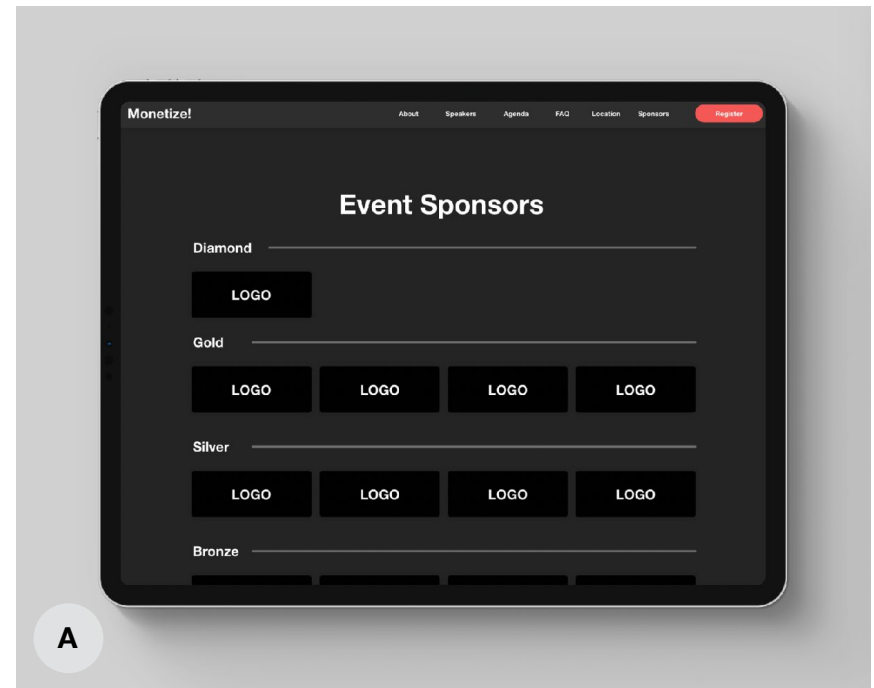 Monetize! About Speakers Agenda FAQ Location Sponsors Register
Event Sponsors
Diamond
LOGO
Gold
LOGO LOGO LOGO LOGO
Silver
LOGO LOGO LOGO LOGO
Bronze
A